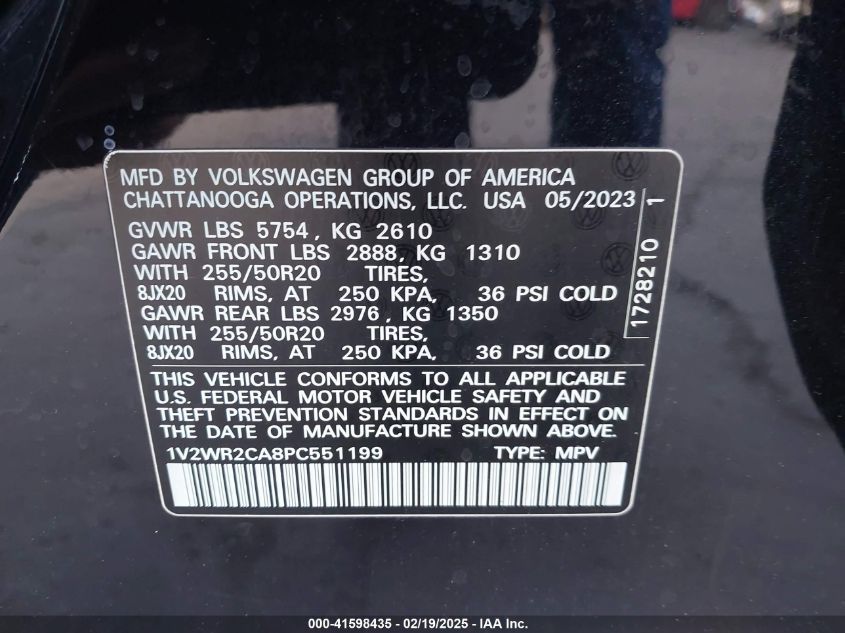 MFD BY VOLKSWAGEN GROUP OF AMERICA
CHATTANOOGA OPERATIONS, LLC. USA 05/2023
GVWR LBS 5754, KG 2610
GAWR FRONT LBS 2888, KG 1310
WITH 255/50R20 TIRES,
8JX20 RIMS, AT 250 KPA, 36 PSI COLD
GAWR REAR LBS 2976, KG 1350
WITH 255/50R20 TIRES,
8JX20 RIMS, AT 250 KPA, 36 PSI COLD
1728210 1
THIS VEHICLE CONFORMS TO ALL APPLICABLE
U.S. FEDERAL MOTOR VEHICLE SAFETY AND
THEFT PREVENTION STANDARDS IN EFFECT ON
THE DATE OF MANUFACTURE SHOWN ABOVE.
1V2WR2CA8PC551199 TYPE: MPV
000-41598435 - 02/19/2025 - IAA Inc.